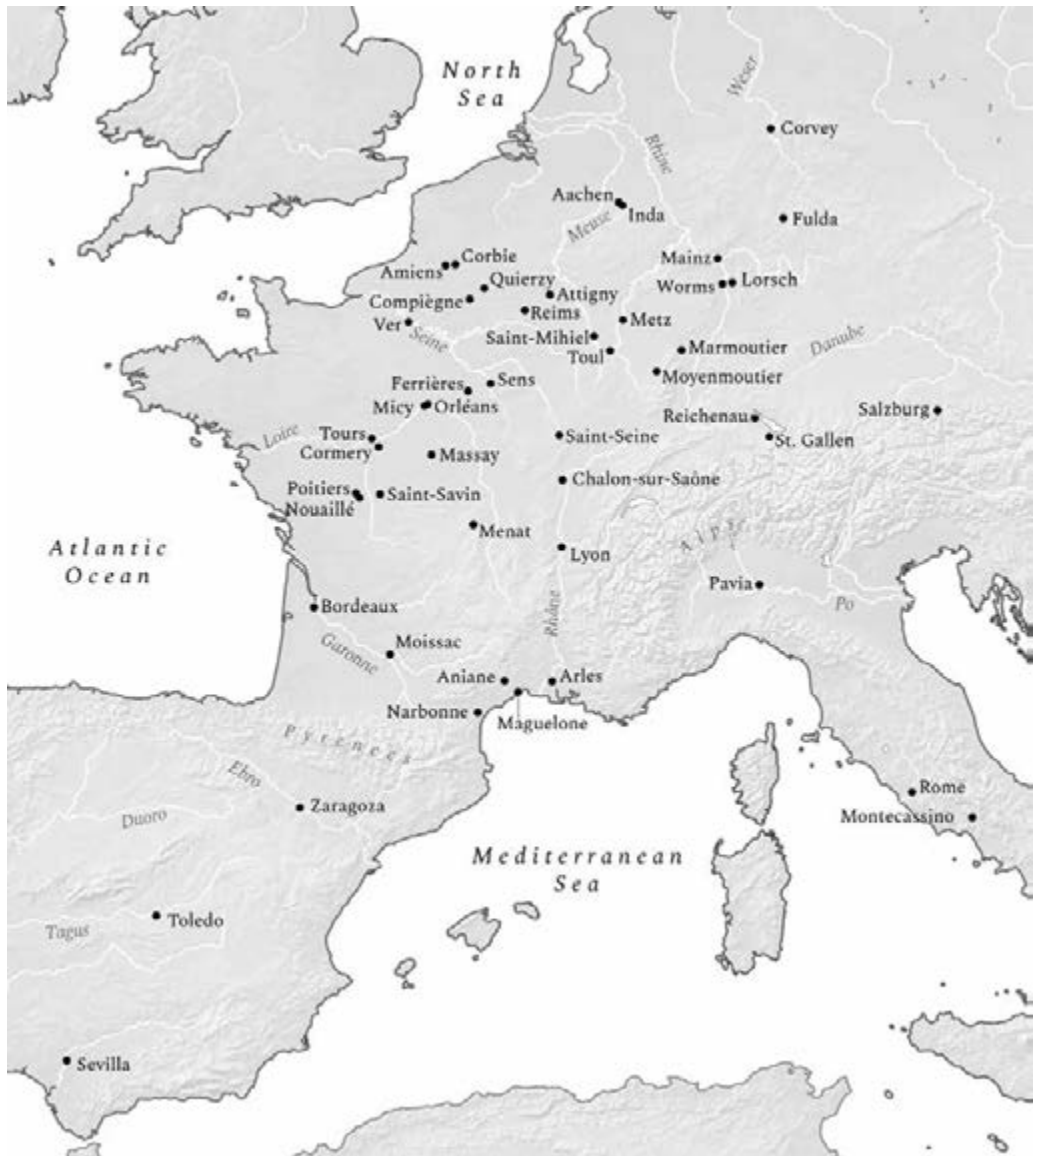 North
Sea
Weser
Corvey
Rhine
Aachen
Inda
Meuse
Fulda
Corbie
Amiens
Mainz
Quierzy
Worms
Lorsch
Compiègne
Attigny
Reims
Ver
Seine
Metz
Saint-Mihiel
Toul
Marmoutier
Danube
Moyenmoutier
Ferrières
Sens
Micy
Orléans
Reichenau
Salzburg
Loire
Tours
Cormery
Saint-Seine
St. Gallen
Massay
Chalon-sur-Saône
Poitiers
Nouaillé
Saint-Savin
Menat
Alps
Atlantic
Ocean
Lyon
Pavia
Po
Bordeaux
Rhône
Garonne
Moissac
Aniane
Arles
Narbonne
Maguelone
Pyrenees
Ebro
Zaragoza
Rome
Duoro
Montecassino
Mediterranean
Sea
Toledo
Tagus
Sevilla